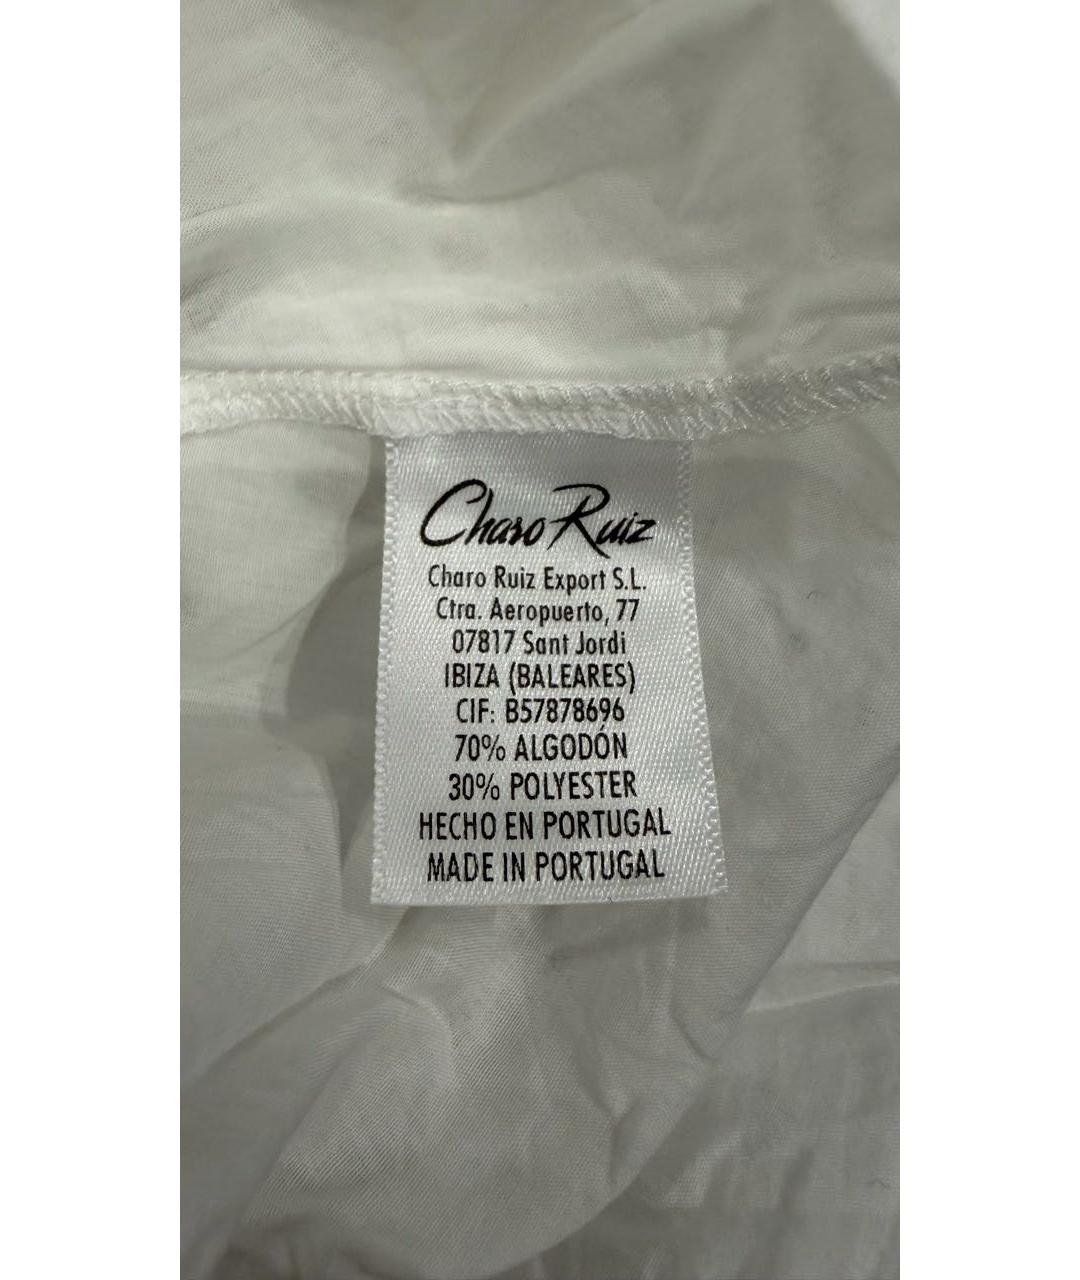 Charo Ruiz
Charo Ruiz Export S.L.
Ctra. Aeropuerto, 77
07817 Sant Jordi
IBIZA (BALEARES)
CIF: B57878696
70% ALGODÓN
30% POLYESTER
HECHO EN PORTUGAL
MADE IN PORTUGAL